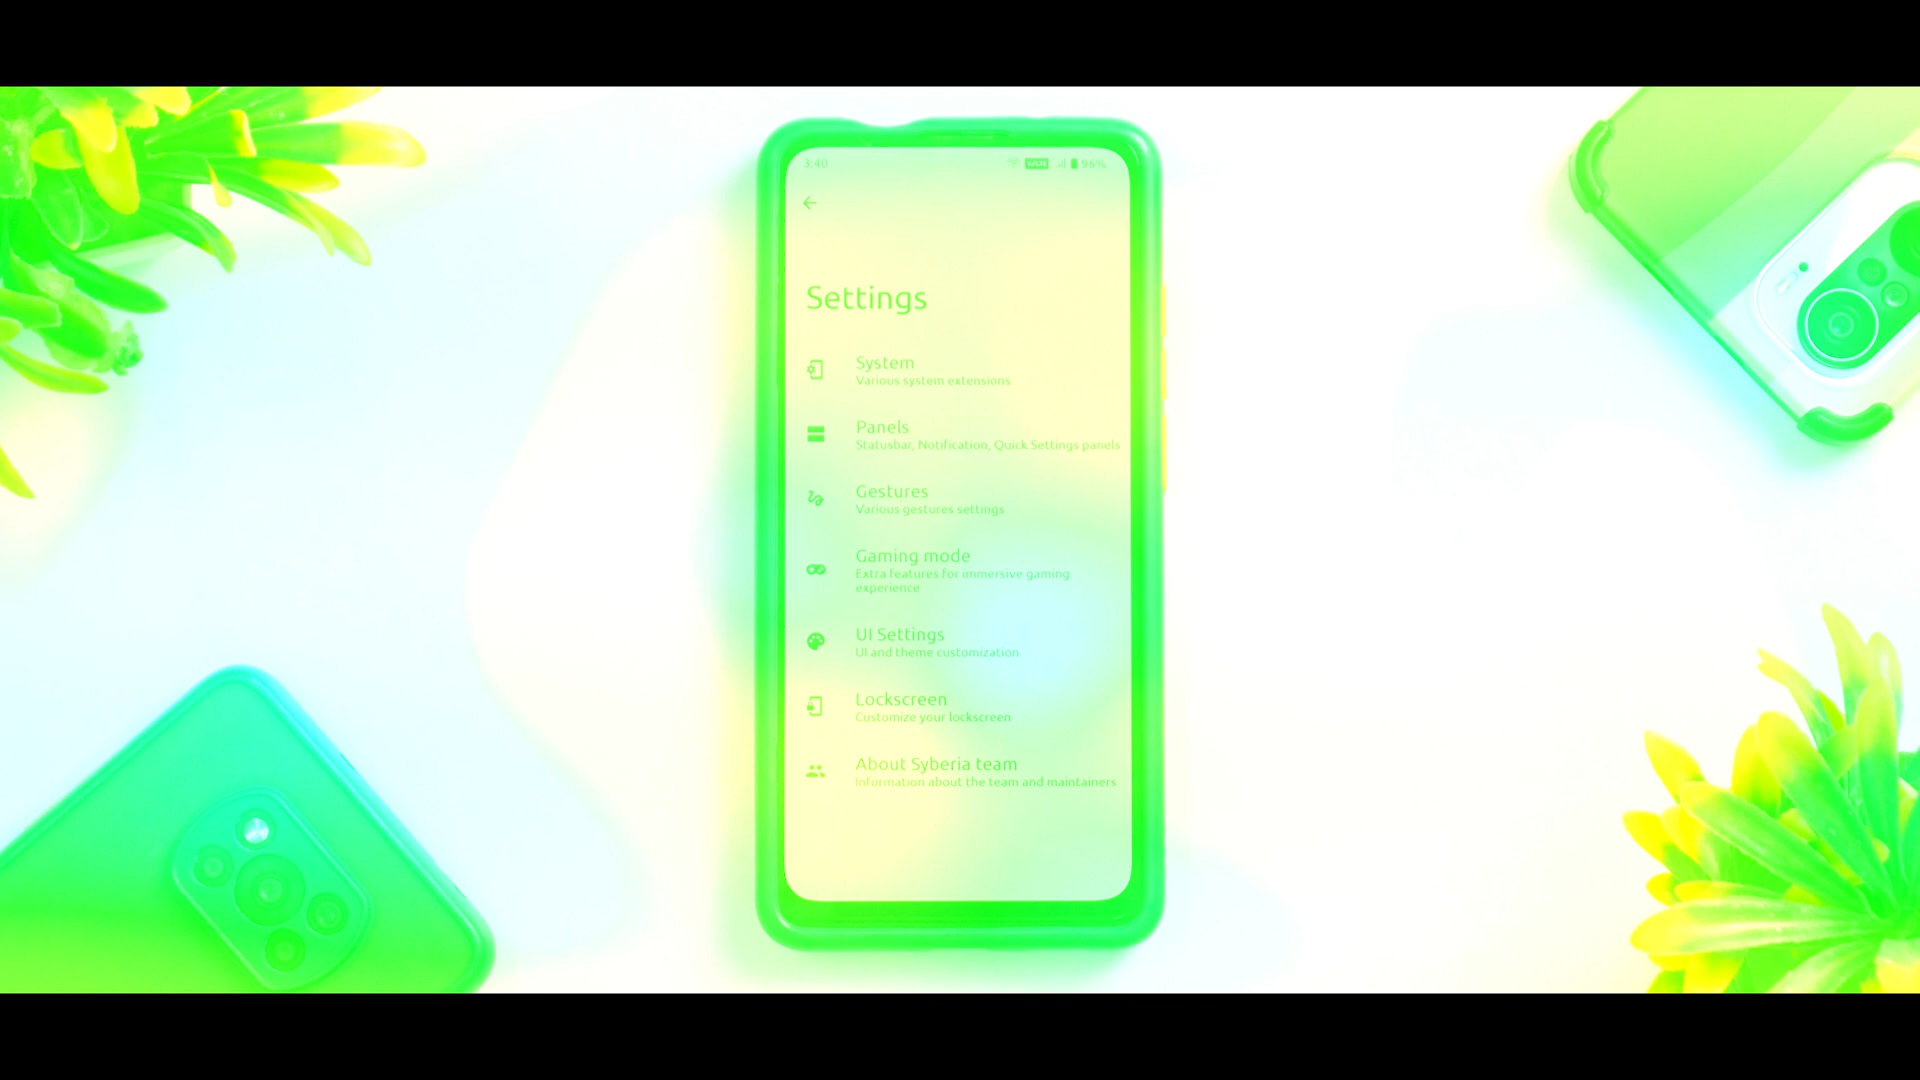 3:40
VoLTE
96%
Settings
System
Various system extensions
Panels
Statusbar, Notification, Quick Settings panels
Gestures
Various gestures settings
Gaming mode
Extra features for immersive gaming
experience
UI Settings
UI and theme customization
Lockscreen
Customize your lockscreen
About Syberia team
Information about the team and maintainers